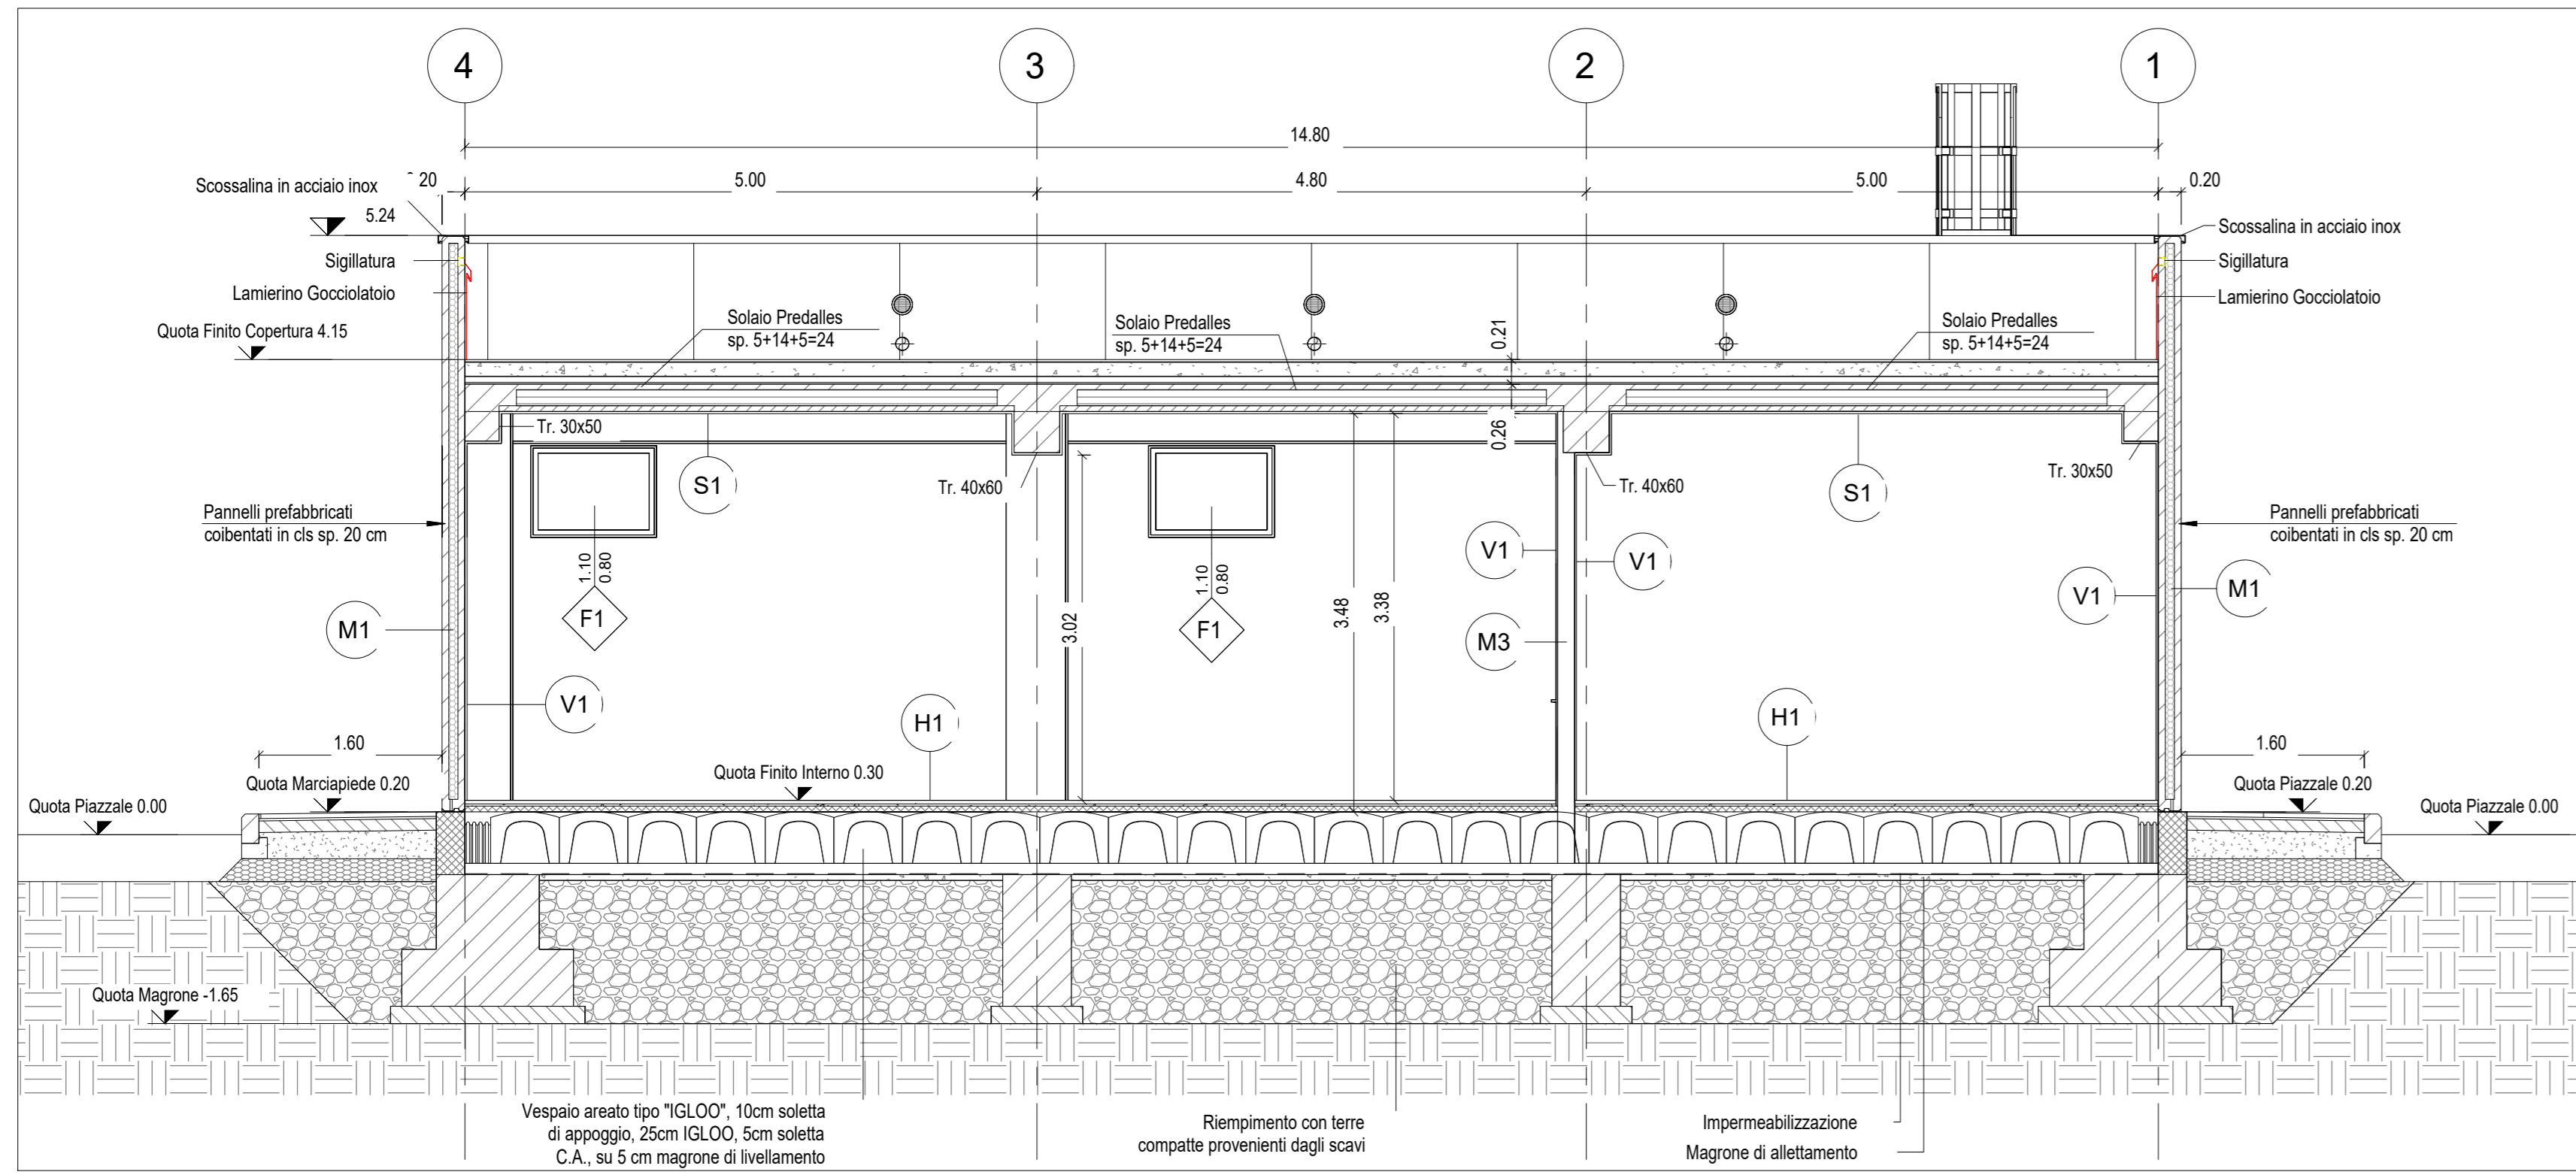 4
3
2
1
14.80
20
5.00
4.80
5.00
0.20
Scossalina in acciaio inox
5.24
Sigillatura
Lamierino Gocciolatoio
Quota Finito Copertura 4.15
Scossalina in acciaio inox
Sigillatura
Lamierino Gocciolatoio
Solaio Predalles
sp. 5+14+5=24
Solaio Predalles
sp. 5+14+5=24
Solaio Predalles
sp. 5+14+5=24
0.21
0.26
Tr. 30x50
S1
Tr. 40x60
Tr. 40x60
S1
Tr. 30x50
Pannelli prefabbricati
coibentati in cls sp. 20 cm
Pannelli prefabbricati
coibentati in cls sp. 20 cm
1.10
0.80
F1
1.10
0.80
F1
3.02
3.48
3.38
V1
V1
V1
M1
M1
M3
V1
H1
H1
1.60
1.60
Quota Finito Interno 0.30
Quota Marciapiede 0.20
Quota Piazzale 0.00
Quota Piazzale 0.20
Quota Piazzale 0.00
Quota Magrone -1.65
Vespaio areato tipo "IGLOO", 10cm soletta
di appoggio, 25cm IGLOO, 5cm soletta
C.A., su 5 cm magrone di livellamento
Riempimento con terre
compatte provenienti dagli scavi
Impermeabilizzazione
Magrone di allettamento